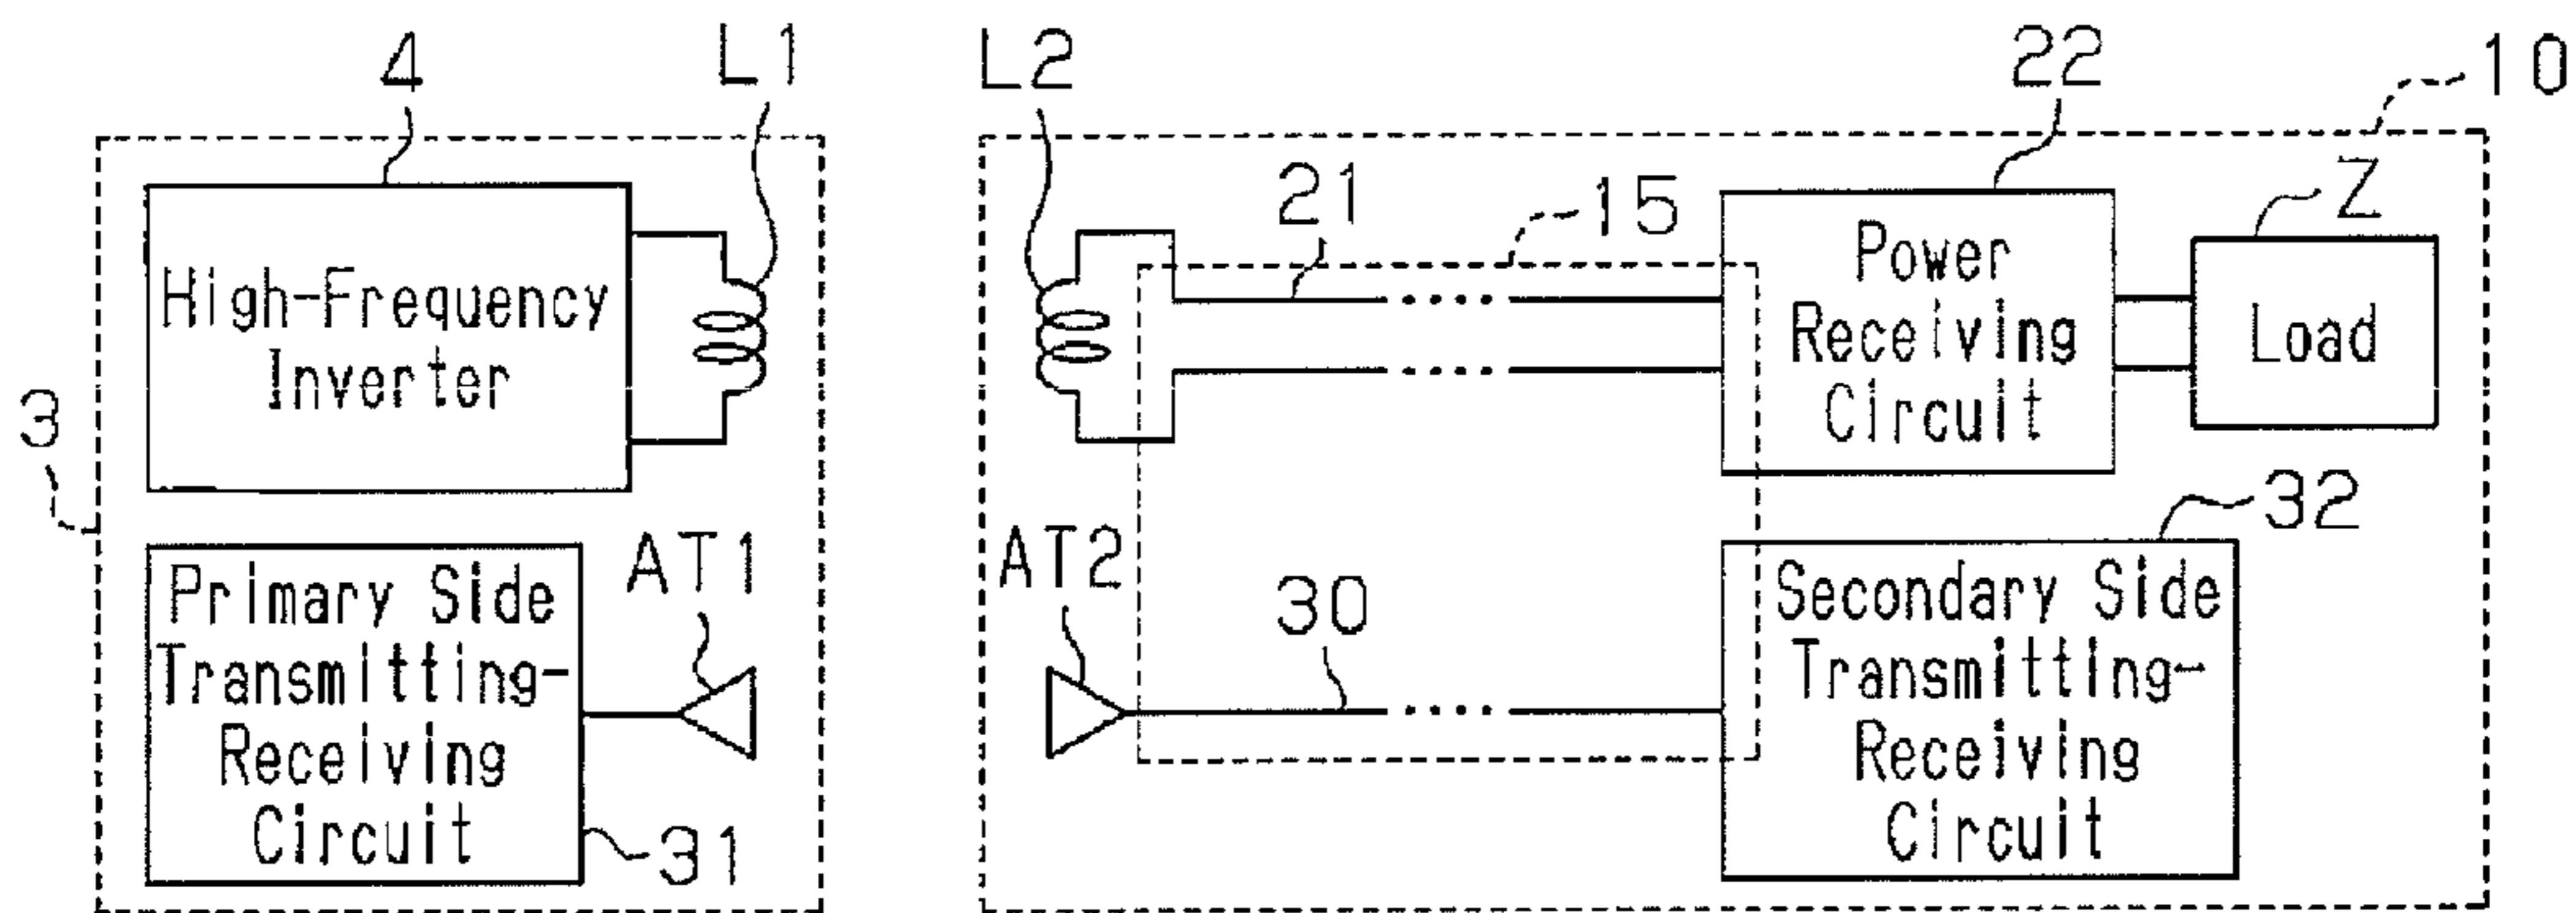 4
L1
L2
22
10
21
15
Z
High-Frequency
Inverter
Power
Receiving
Circuit
Load
3
AT1
AT2
30
32
Primary Side
Transmitting-
Receiving
Circuit
31
Secondary Side
Transmitting-
Receiving
Circuit